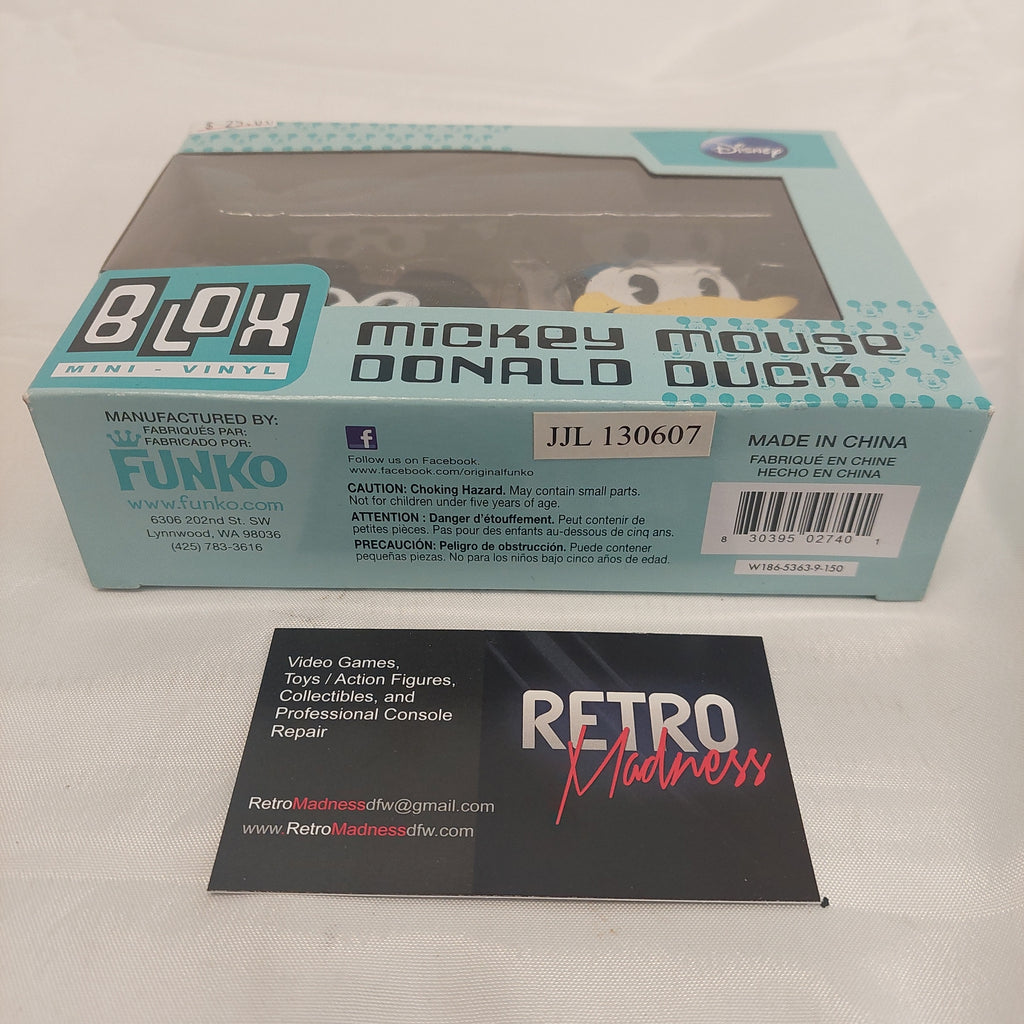 $ 25.00
Disney
BLOX
MINI - VINYL
MICKEY MOUSE
DONALD DUCK
MANUFACTURED BY:
FABRIQUÉS PAR:
FABRICADO POR:
FUNKO
www.funko.com
6306 202nd St. SW
Lynnwood, WA 98036
(425) 783-3616
f
Follow us on Facebook.
www.facebook.com/originalfunko
CAUTION: Choking Hazard. May contain small parts.
Not for children under five years of age.
ATTENTION : Danger d'étouffement. Peut contenir de
petites pièces. Pas pour des enfants au-dessous de cinq ans.
PRECAUCIÓN: Peligro de obstrucción. Puede contener
pequeñas piezas. No para los niños bajo cinco años de edad.
JJL 130607
MADE IN CHINA
FABRIQUÉ EN CHINE
HECHO EN CHINA
8 30395 02740 1
W186-5363-9-150
Video Games,
Toys / Action Figures,
Collectibles, and
Professional Console
Repair
RetroMadnessdfw@gmail.com
www.RetroMadnessdfw.com
RETRO
Madness